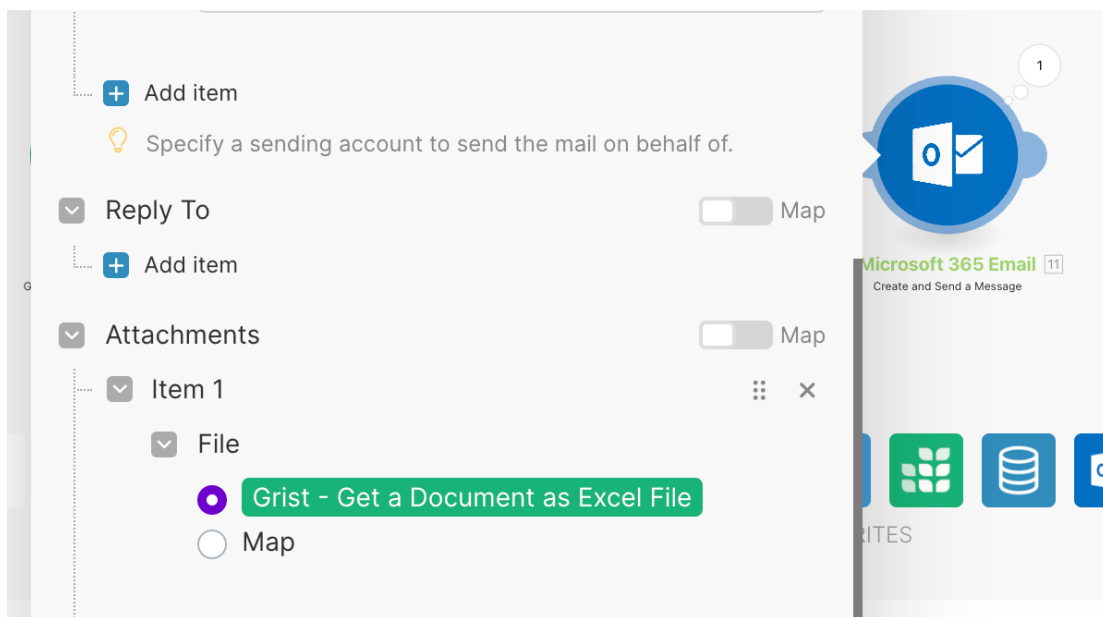 Add item
Specify a sending account to send the mail on behalf of.
Reply To
Map
Add item
Attachments
Map
Item 1
File
Grist - Get a Document as Excel File
Map
1
Microsoft 365 Email 11
Create and Send a Message
G
RITES